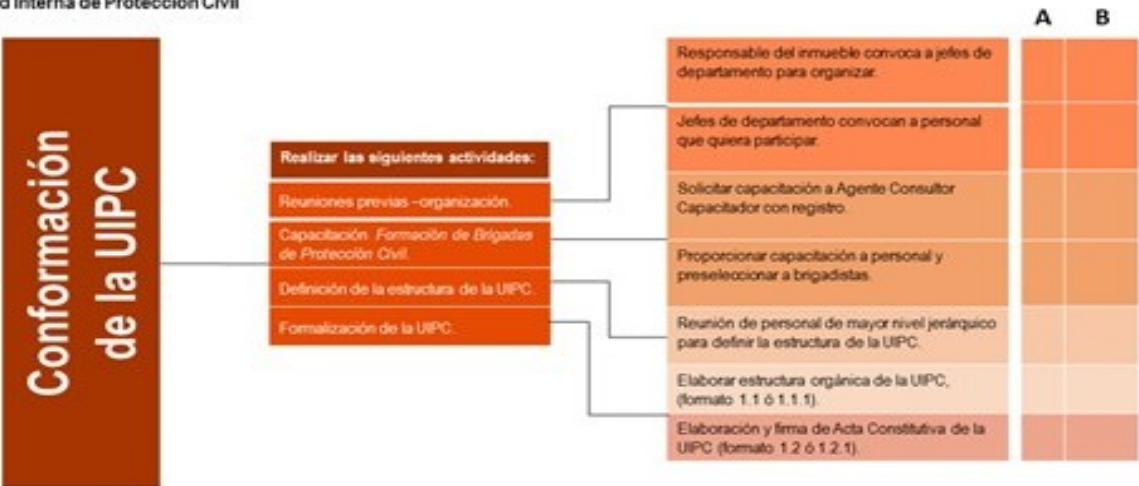 Interna de Protección Civil
A B
Conformación
de la UIPC
Realizar las siguientes actividades:
Reuniones previas –organización.
Capacitación Formación de Brigadas
de Protección Civil.
Definición de la estructura de la UIPC.
Formalización de la UIPC.
Responsable del inmueble convoca a jefes de
departamento para organizar.
Jefes de departamento convocan a personal
que quiera participar.
Solicitar capacitación a Agente Consultor
Capacitador con registro.
Proporcionar capacitación a personal y
preseleccionar a brigadistas.
Reunión de personal de mayor nivel jerárquico
para definir la estructura de la UIPC.
Elaborar estructura orgánica de la UIPC,
(formato 1.1 ó 1.1.1).
Elaboración y firma de Acta Constitutiva de la
UIPC (formato 1.2 ó 1.2.1).